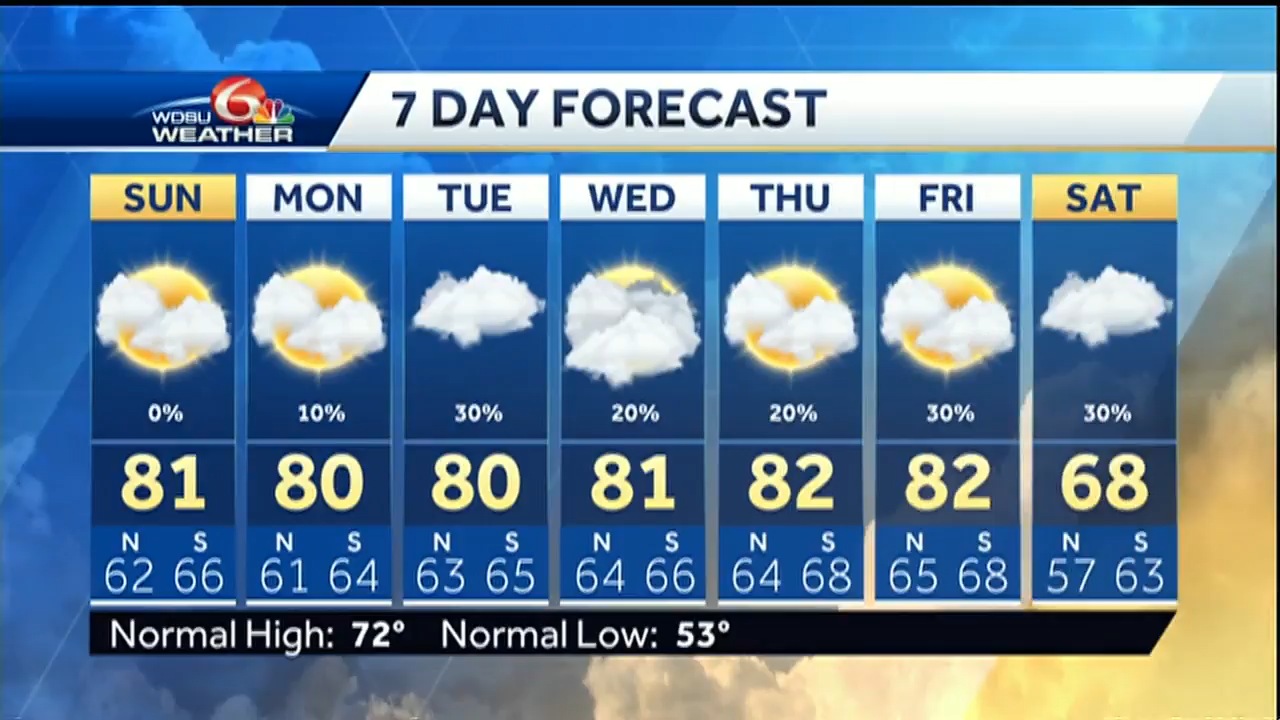 WDSU 6
WEATHER
7 DAY FORECAST
SUN MON TUE WED THU FRI SAT
0% 10% 30% 20% 20% 30% 30%
81 80 80 81 82 82 68
N S N S N S N S N S N S N S
62 66 61 64 63 65 64 66 64 68 65 68 57 63
Normal High: 72° Normal Low: 53°